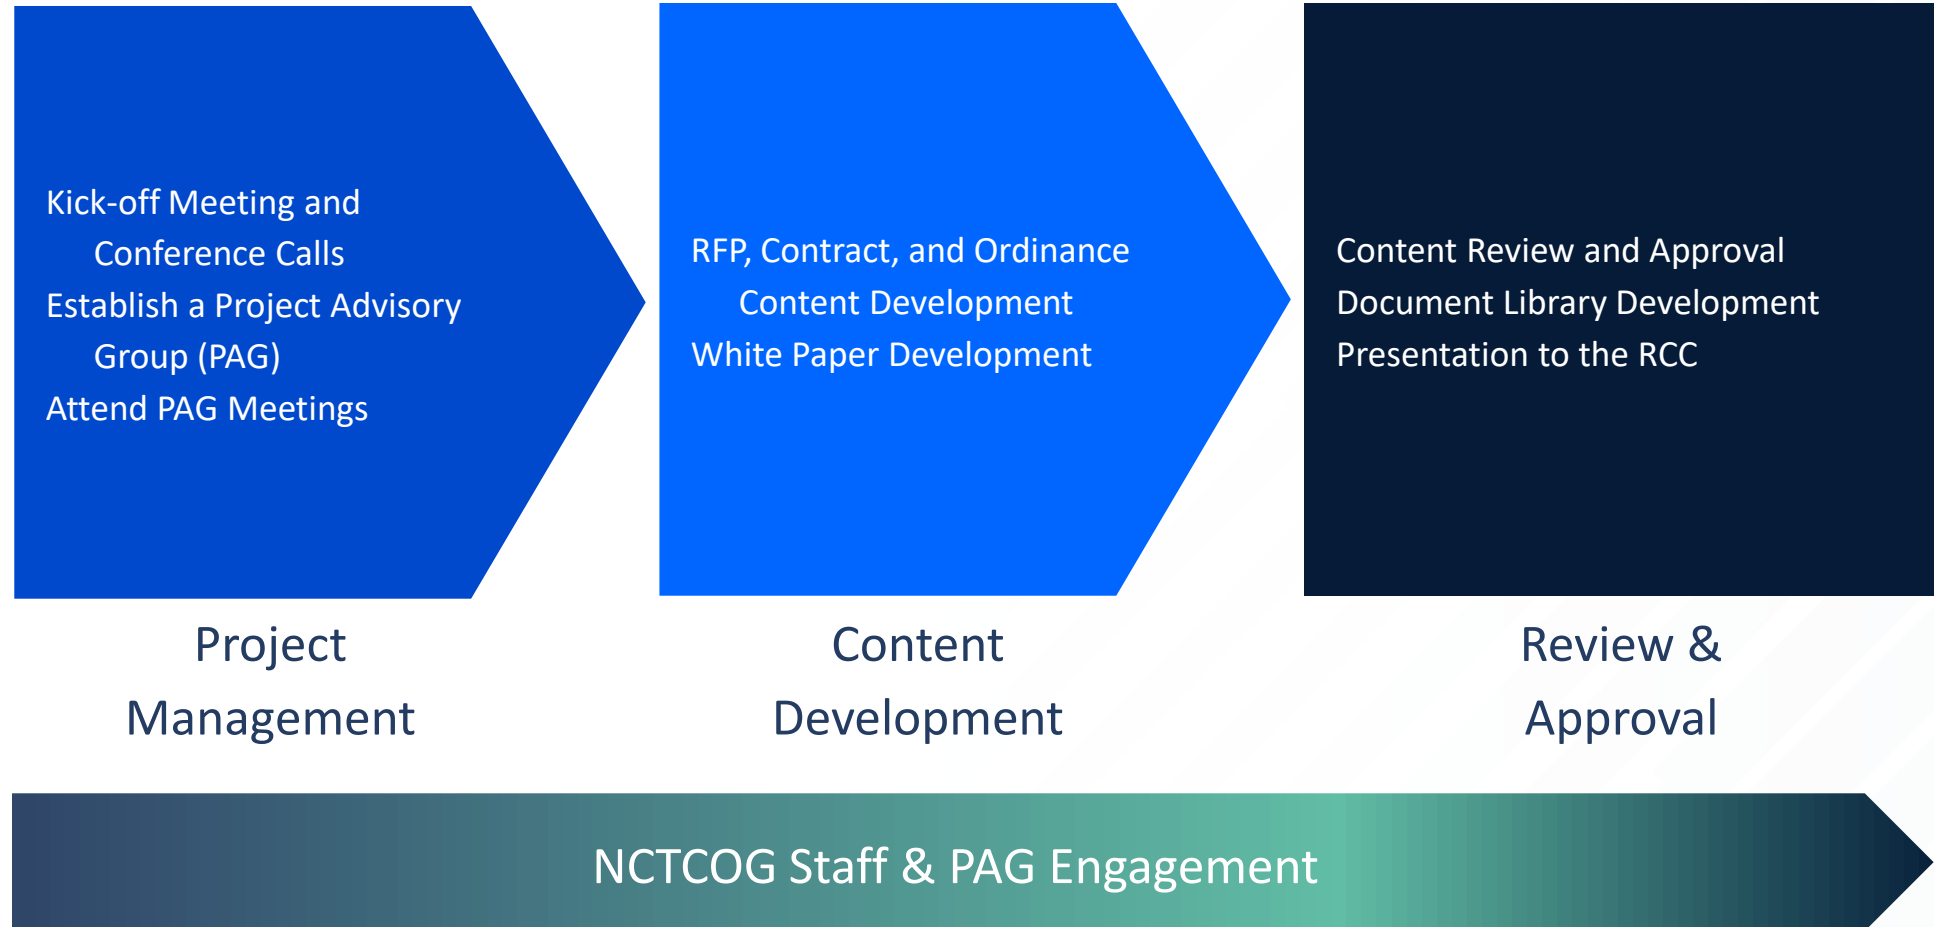 Kick-off Meeting and
Conference Calls
Establish a Project Advisory
Group (PAG)
Attend PAG Meetings
RFP, Contract, and Ordinance
Content Development
White Paper Development
Content Review and Approval
Document Library Development
Presentation to the RCC
Project
Management
Content
Development
Review &
Approval
NCTCOG Staff & PAG Engagement